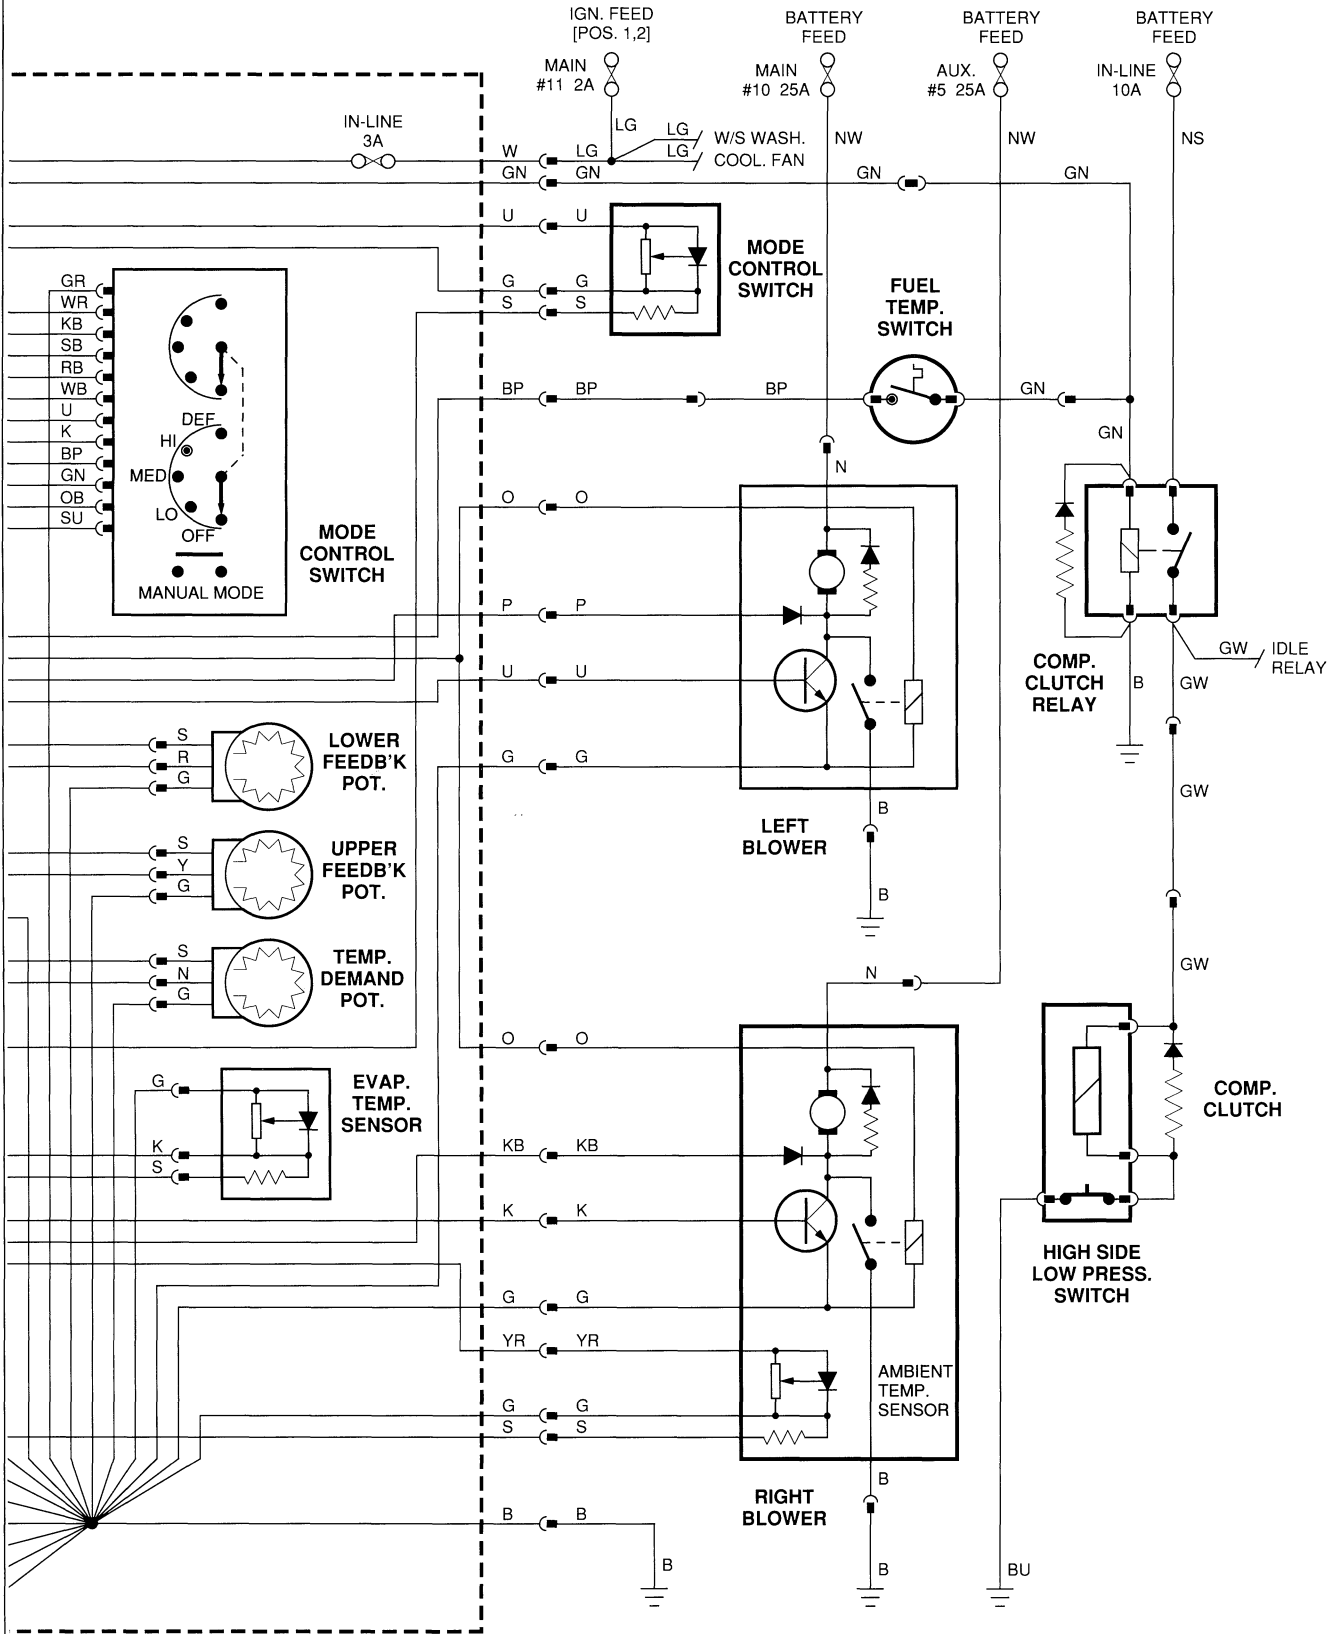 IGN. FEED
[POS. 1,2]
BATTERY
FEED
BATTERY
FEED
BATTERY
FEED
MAIN
#11 2A
MAIN
#10 25A
AUX.
#5 25A
IN-LINE
10A
IN-LINE
3A
LG
LG
W/S WASH.
NW
NW
NS
W
LG
LG
COOL. FAN
GN
GN
GN
GN
U
U
MODE
CONTROL
SWITCH
G
G
S
S
FUEL
TEMP.
SWITCH
GR
WR
KB
SB
RB
WB
U
K
BP
GN
OB
SU
DEF
HI
MED
LO
OFF
MANUAL MODE
MODE
CONTROL
SWITCH
BP
BP
BP
GN
GN
N
O
O
P
P
U
U
G
G
COMP.
CLUTCH
RELAY
B
GW
IDLE
RELAY
GW
GW
GW
LEFT
BLOWER
B
B
S
R
G
LOWER
FEEDB'K
POT.
S
Y
G
UPPER
FEEDB'K
POT.
S
N
G
TEMP.
DEMAND
POT.
N
O
O
G
K
S
EVAP.
TEMP.
SENSOR
KB
KB
K
K
G
G
YR
YR
G
G
S
S
AMBIENT
TEMP.
SENSOR
COMP.
CLUTCH
HIGH SIDE
LOW PRESS.
SWITCH
RIGHT
BLOWER
B
B
B
B
B
BU